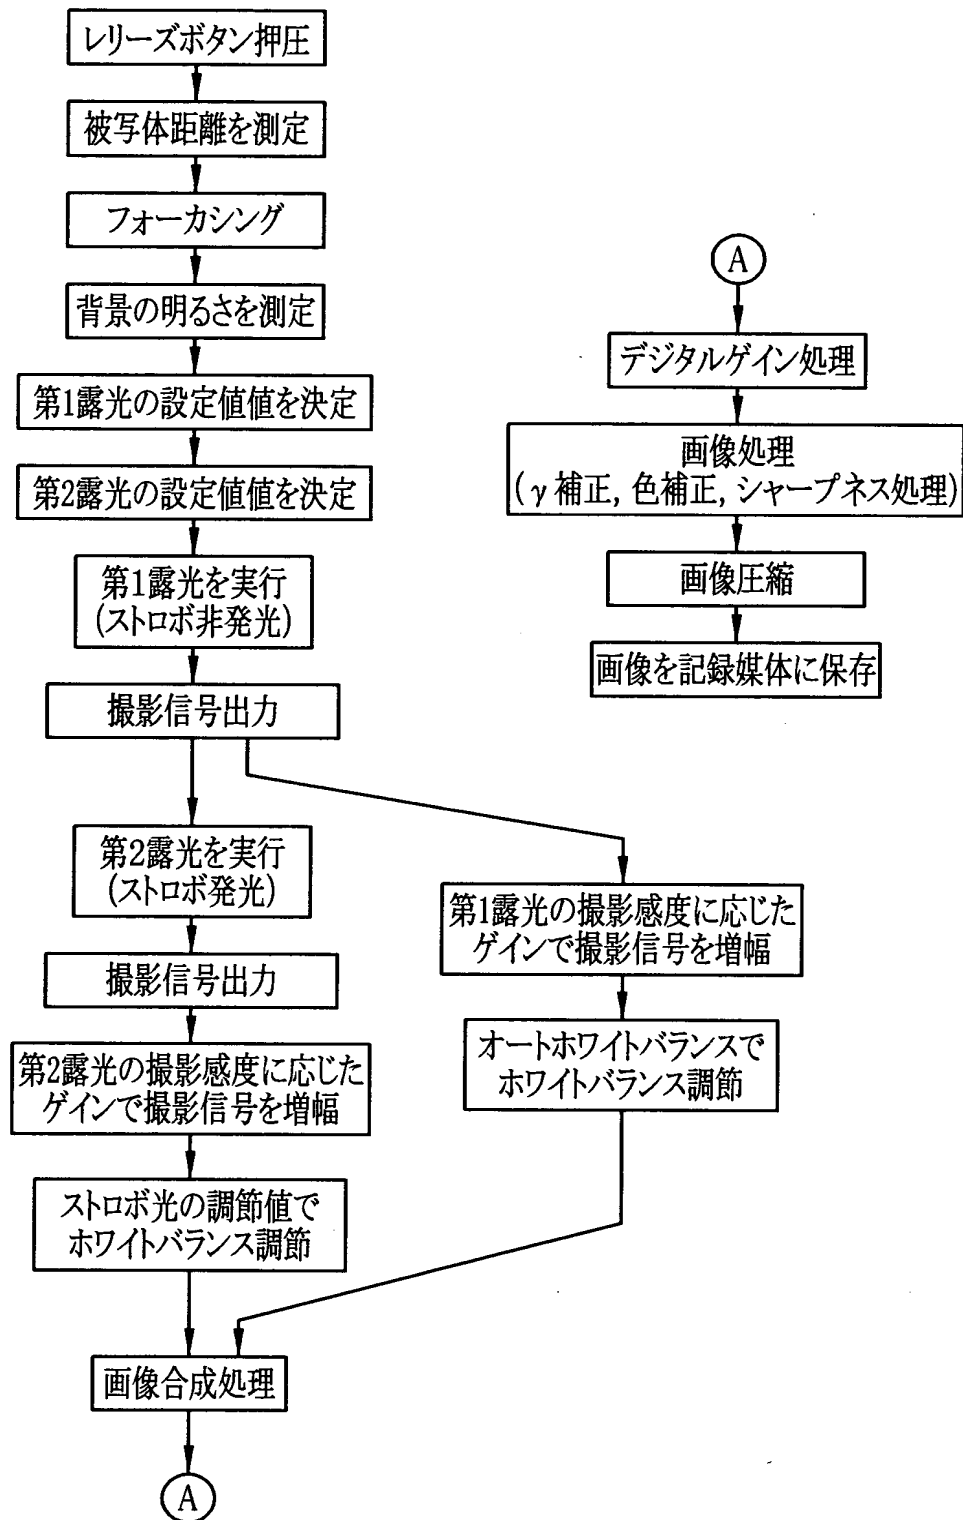 レリーズボタン押圧
被写体距離を測定
フォーカシング
背景の明るさを測定
第1露光の設定値値を決定
第2露光の設定値値を決定
第1露光を実行
(ストロボ非発光)
撮影信号出力
第2露光を実行
(ストロボ発光)
撮影信号出力
第2露光の撮影感度に応じた
ゲインで撮影信号を増幅
ストロボ光の調節値で
ホワイトバランス調節
第1露光の撮影感度に応じた
ゲインで撮影信号を増幅
オートホワイトバランスで
ホワイトバランス調節
画像合成処理
A
A
デジタルゲイン処理
画像処理
(γ補正, 色補正, シャープネス処理)
画像圧縮
画像を記録媒体に保存